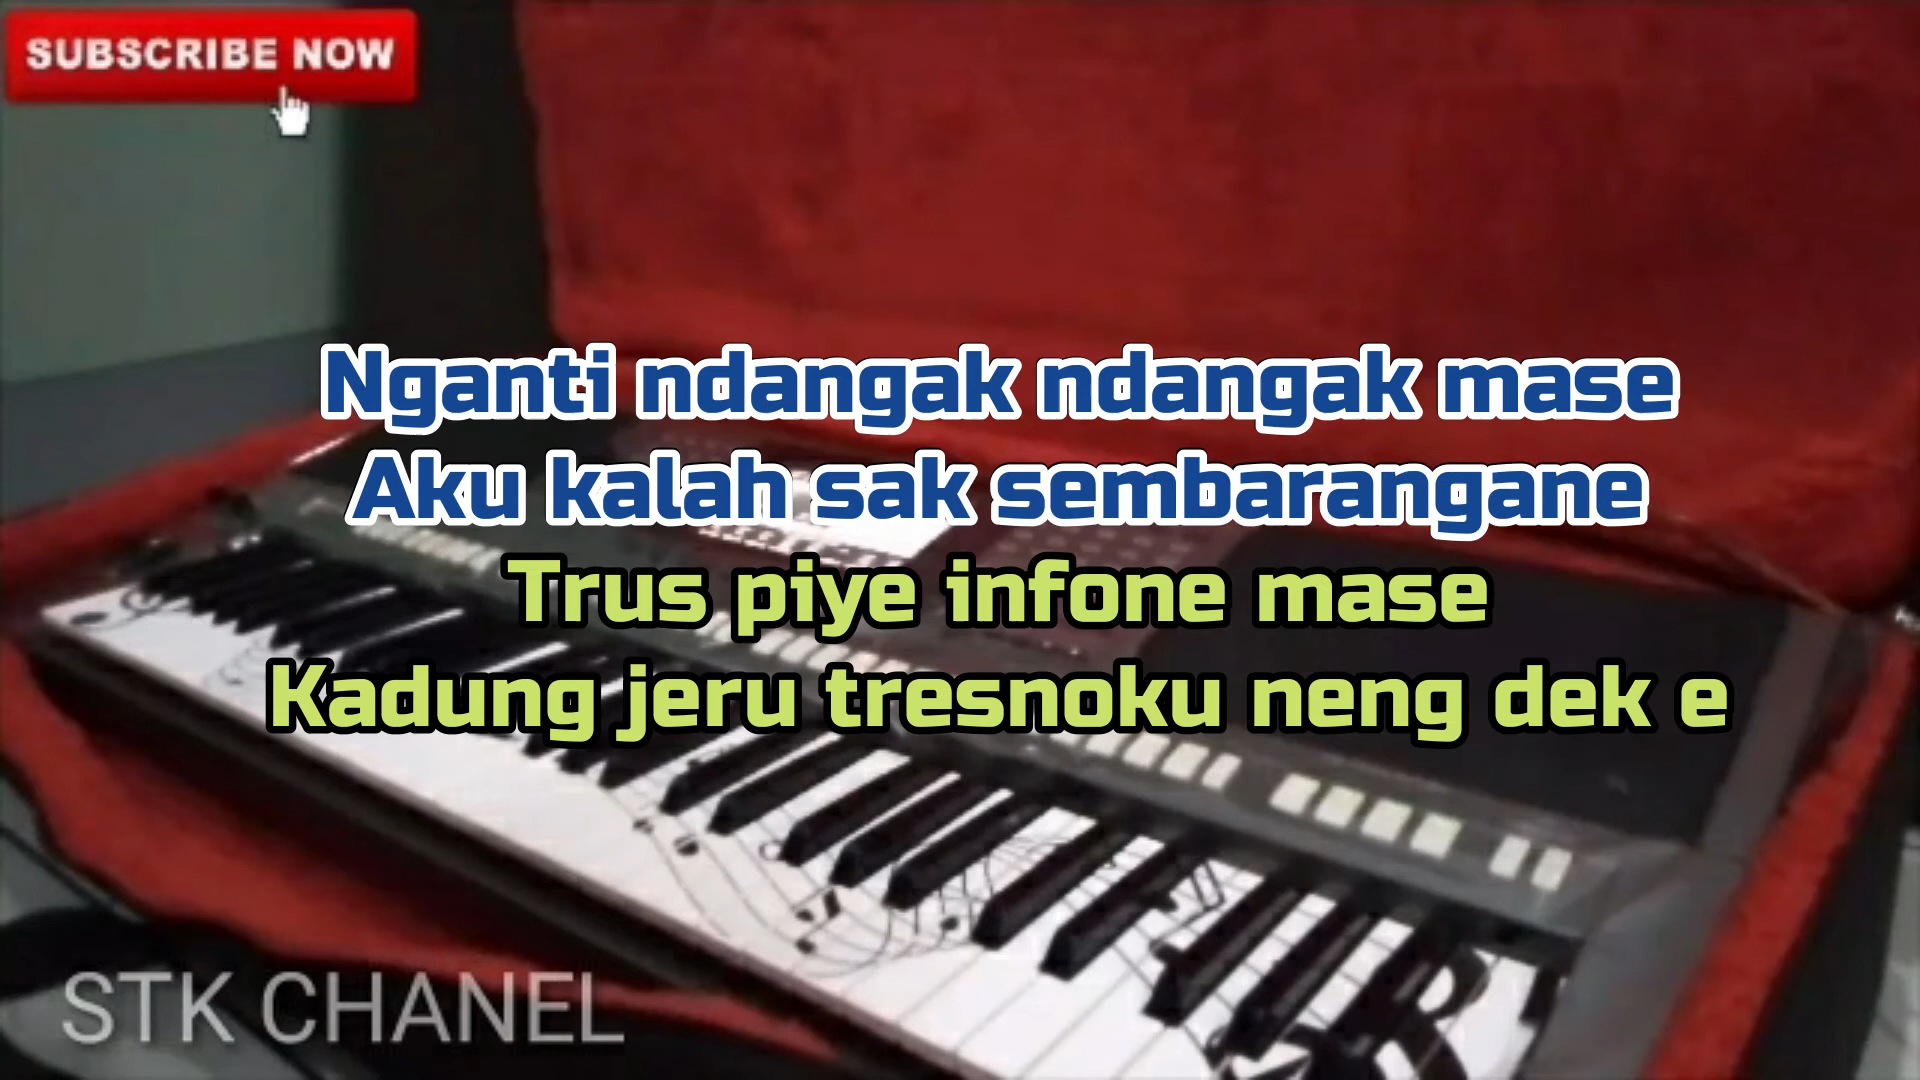 SUBSCRIBE NOW
Nganti ndangak ndangak mase
Aku kalah sak sembarangane
Trus piye infone mase
Kadung jeru tresnoku neng dek e
STK CHANEL